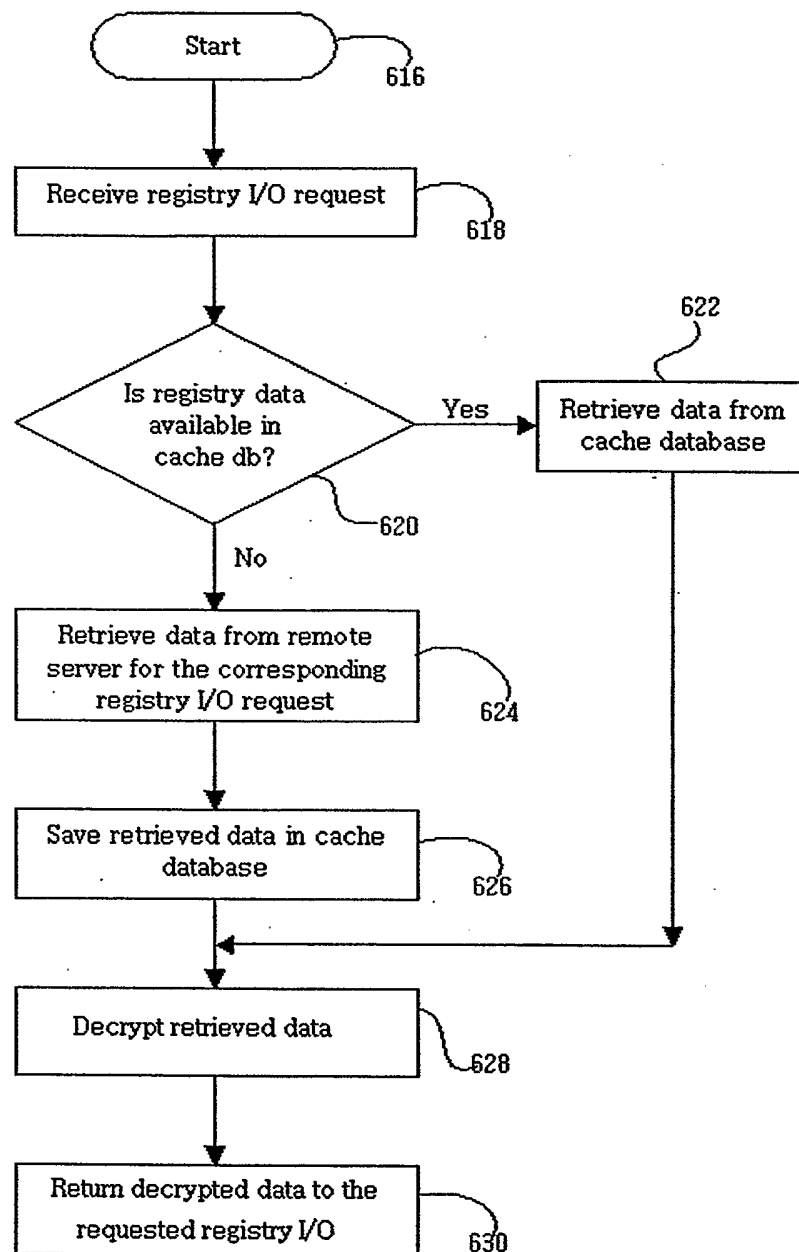 Start
616
Receive registry I/O request
618
622
Is registry data
available in
cache db?
Yes
Retrieve data from
cache database
620
No
Retrieve data from remote
server for the corresponding
registry I/O request
624
Save retrieved data in cache
database
626
Decrypt retrieved data
628
Return decrypted data to the
requested registry I/O
630